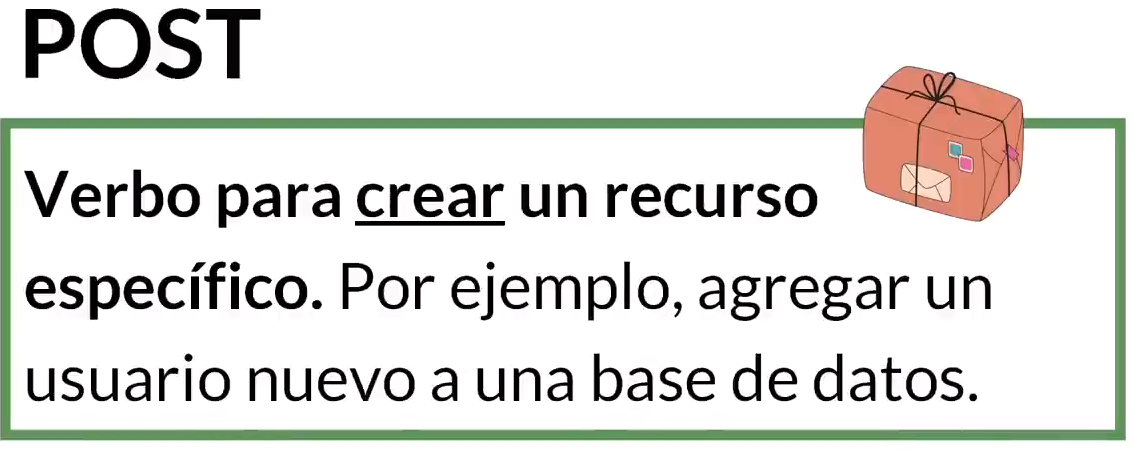 POST
Verbo para crear un recurso
específico. Por ejemplo, agregar un
usuario nuevo a una base de datos.